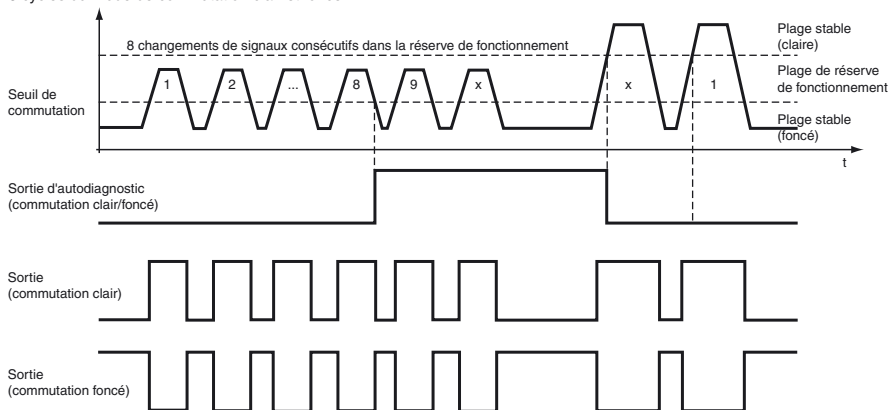 8 changements de signaux consécutifs dans la réserve de fonctionnement
Plage stable
(claire)
Plage de réserve
de fonctionnement
Plage stable
(foncé)
Seuil de
commutation
1
2
...
8
9
x
x
1
t
Sortie d'autodiagnostic
(commutation clair/foncé)
Sortie
(commutation clair)
Sortie
(commutation foncé)